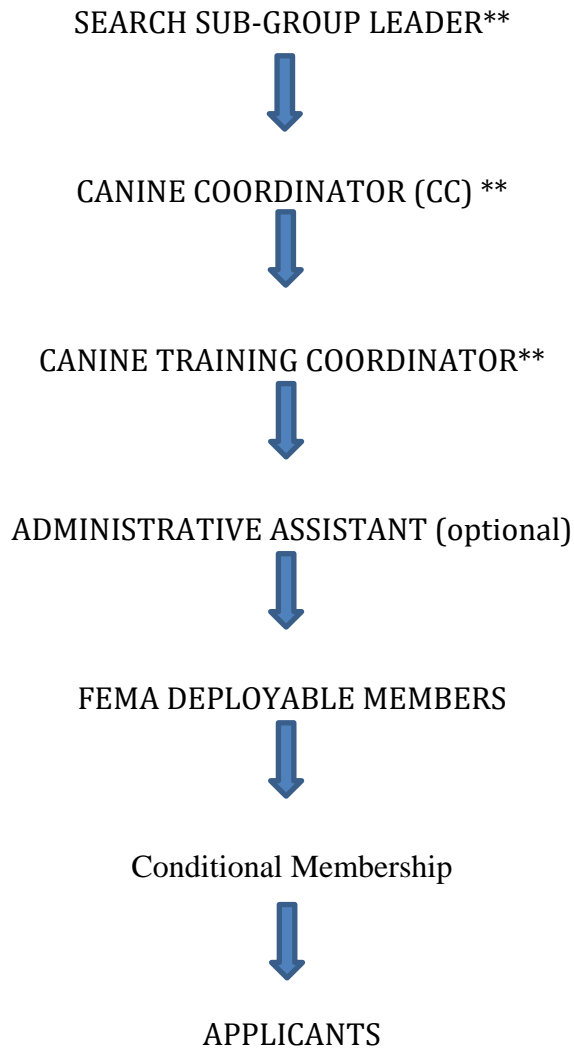 SEARCH SUB-GROUP LEADER**
CANINE COORDINATOR (CC) **
CANINE TRAINING COORDINATOR**
ADMINISTRATIVE ASSISTANT (optional)
FEMA DEPLOYABLE MEMBERS
Conditional Membership
APPLICANTS